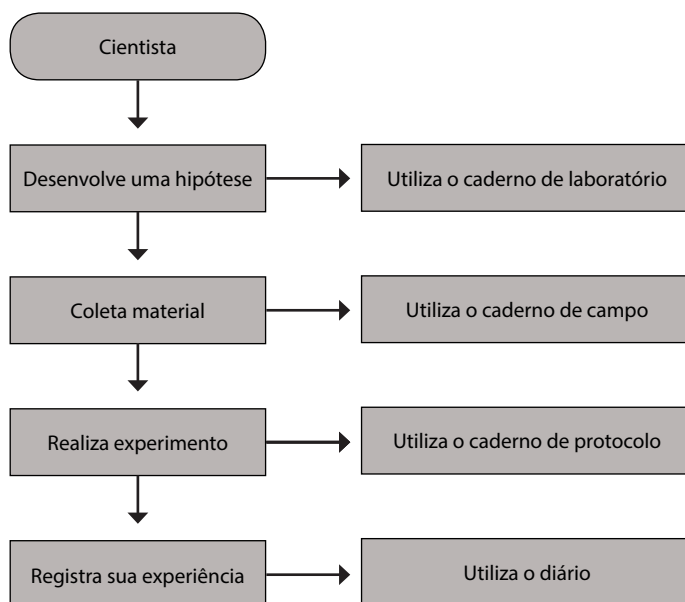 Cientista
Desenvolve uma hipótese
Utiliza o caderno de laboratório
Coleta material
Utiliza o caderno de campo
Realiza experimento
Utiliza o caderno de protocolo
Registra sua experiência
Utiliza o diário